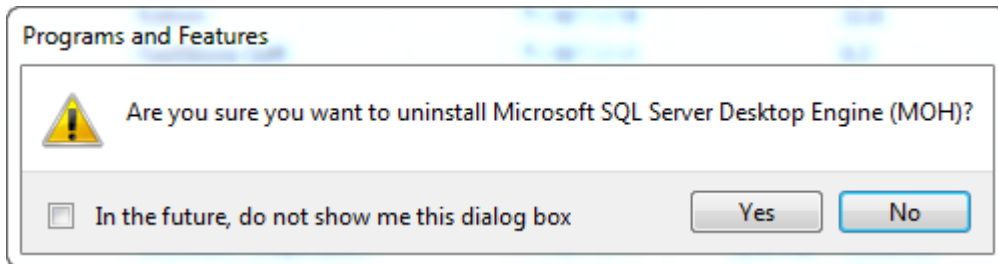 Programs and Features
Are you sure you want to uninstall Microsoft SQL Server Desktop Engine (MOH)?
In the future, do not show me this dialog box
Yes
No